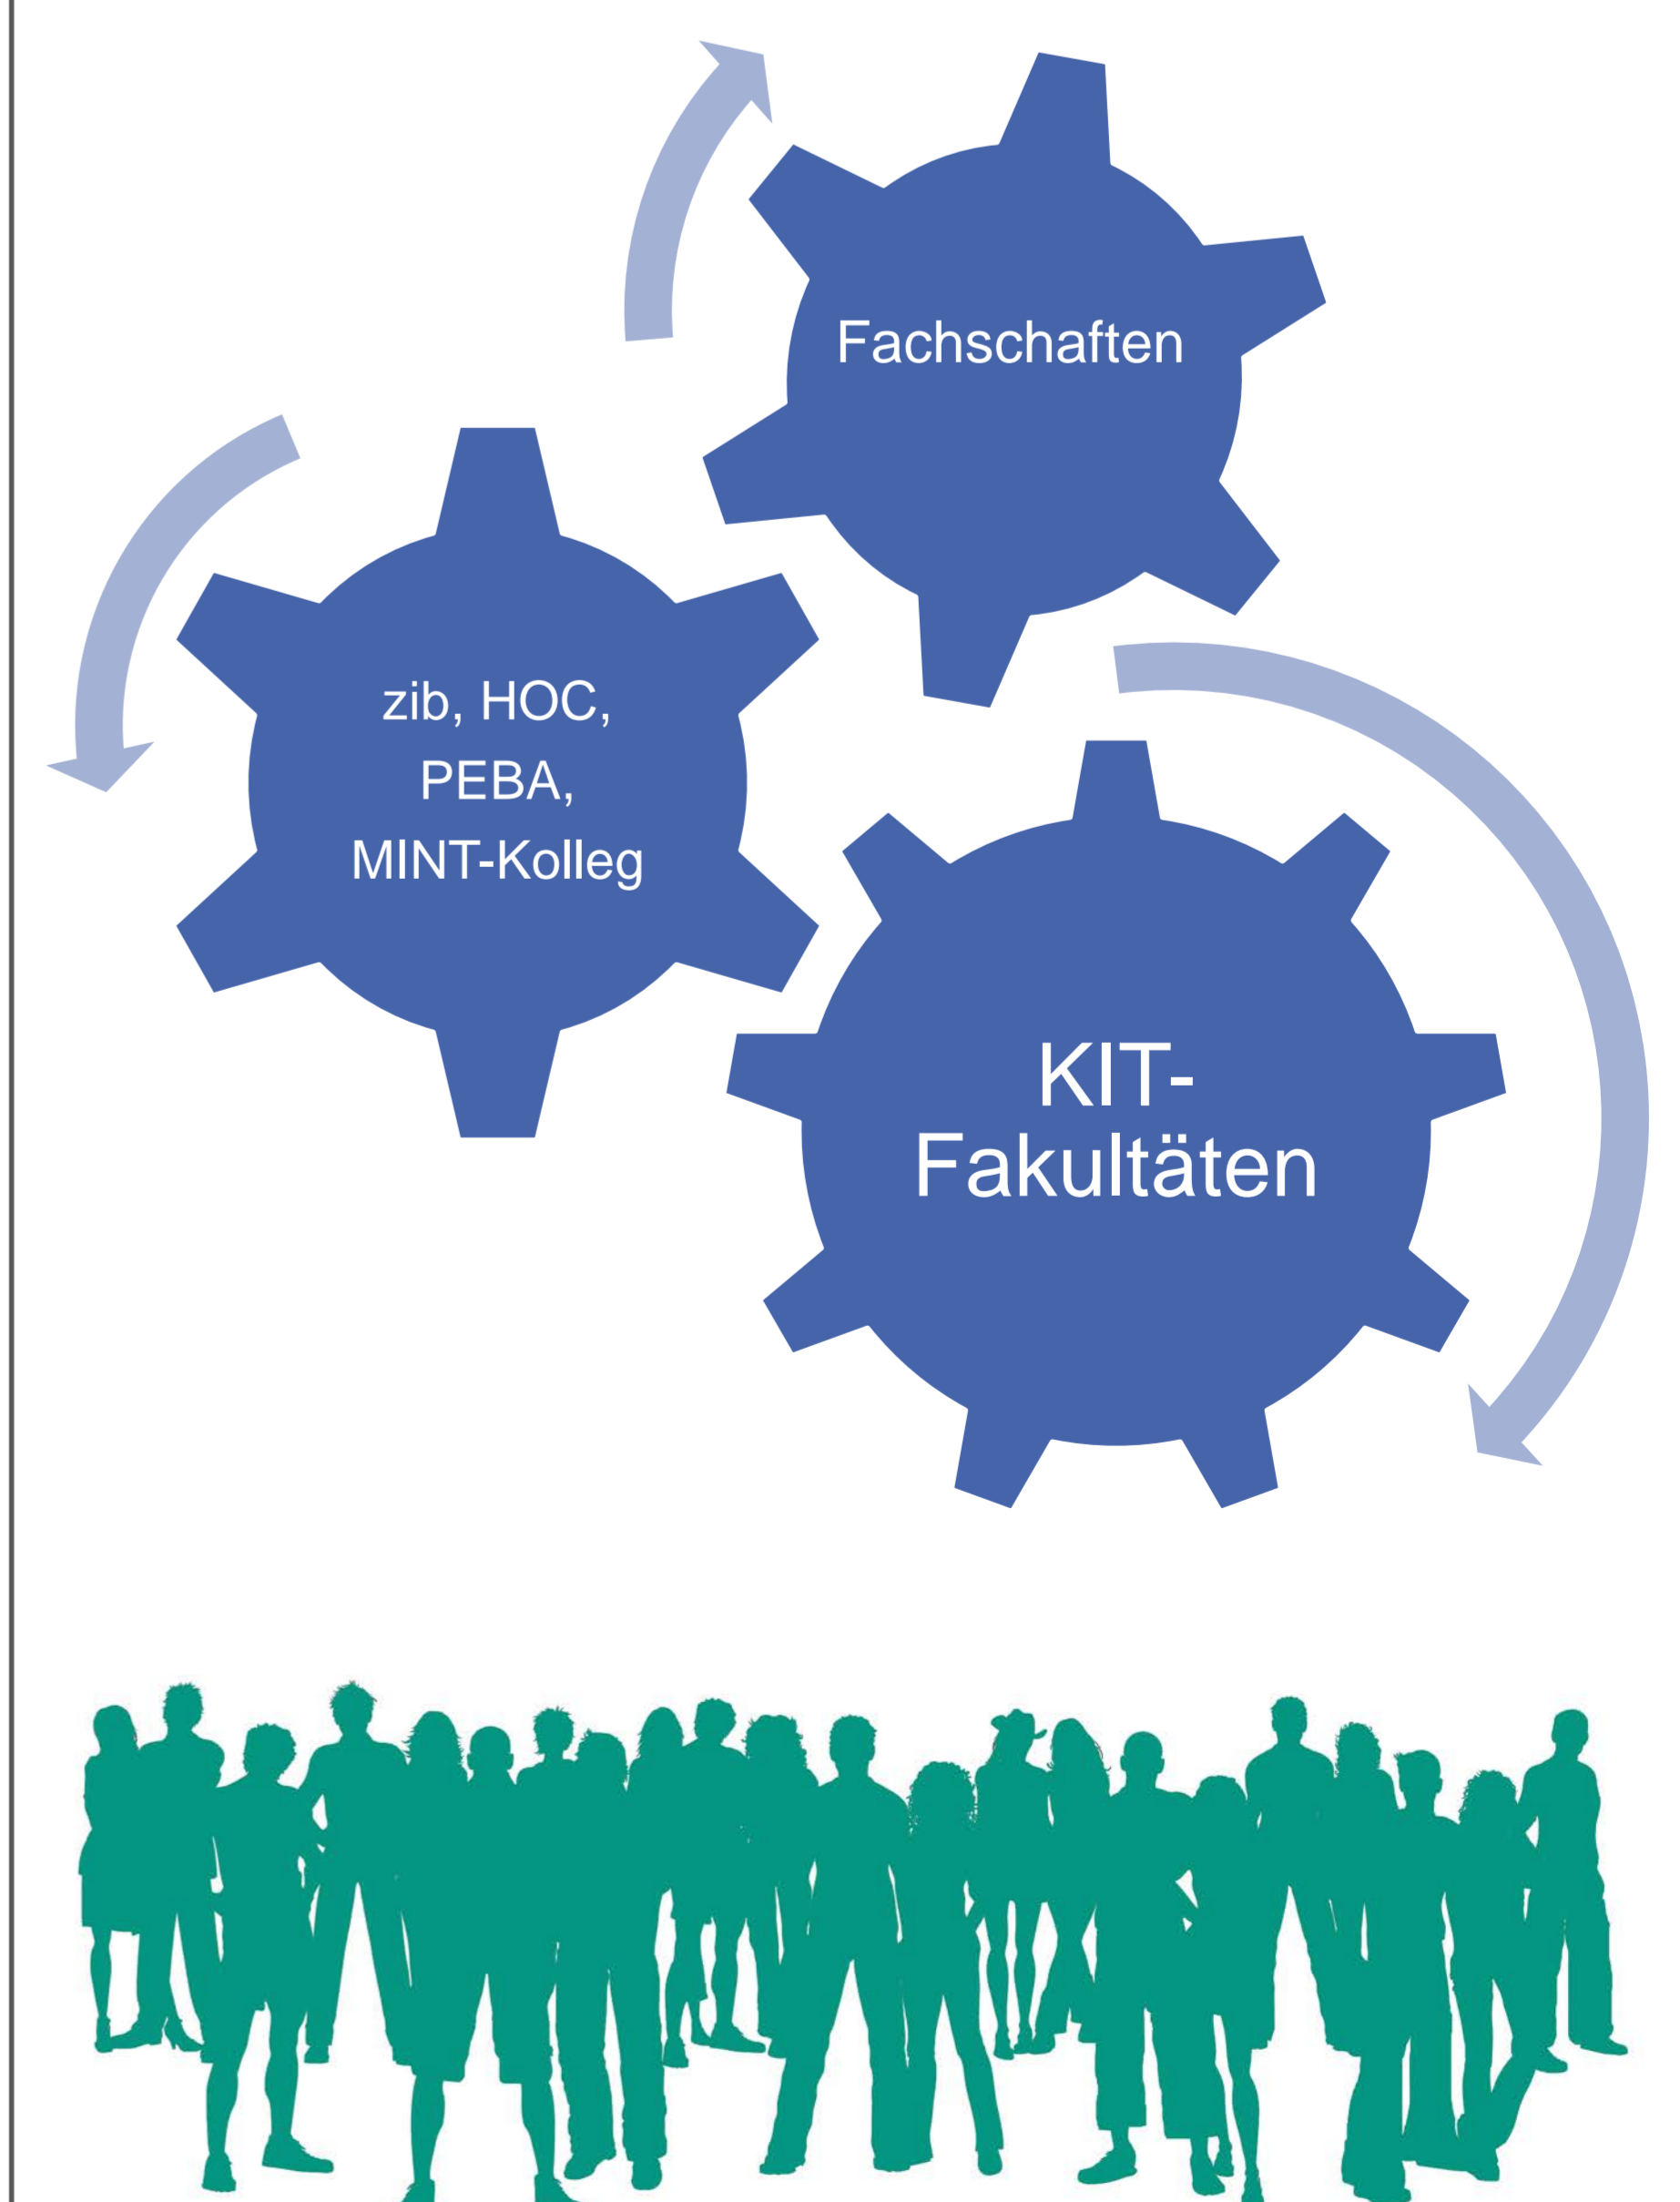 Fachschaften
zib, HOC,
PEBA,
MINT-Kolleg
KIT-
Fakultäten